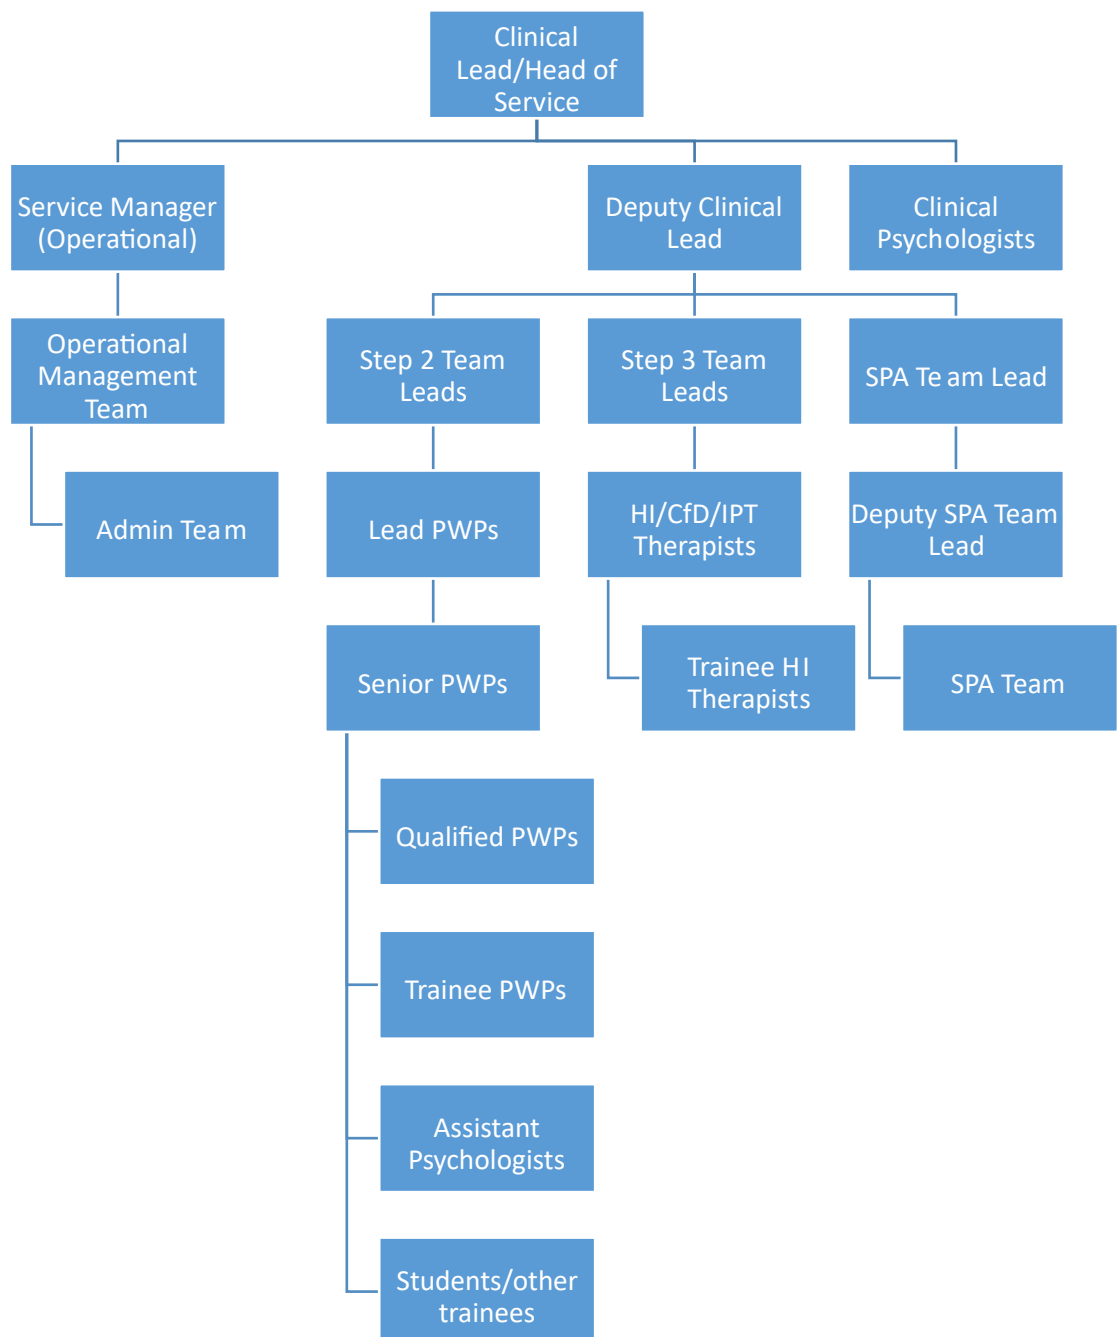 Clinical
Lead/Head of
Service
Service Manager
(Operational)
Deputy Clinical
Lead
Clinical
Psychologists
Operational
Management
Team
Step 2 Team
Leads
Step 3 Team
Leads
SPA Team Lead
Admin Team
Lead PWPs
HI/CfD/IPT
Therapists
Deputy SPA Team
Lead
Senior PWPs
Trainee HI
Therapists
SPA Team
Qualified PWPs
Trainee PWPs
Assistant
Psychologists
Students/other
trainees